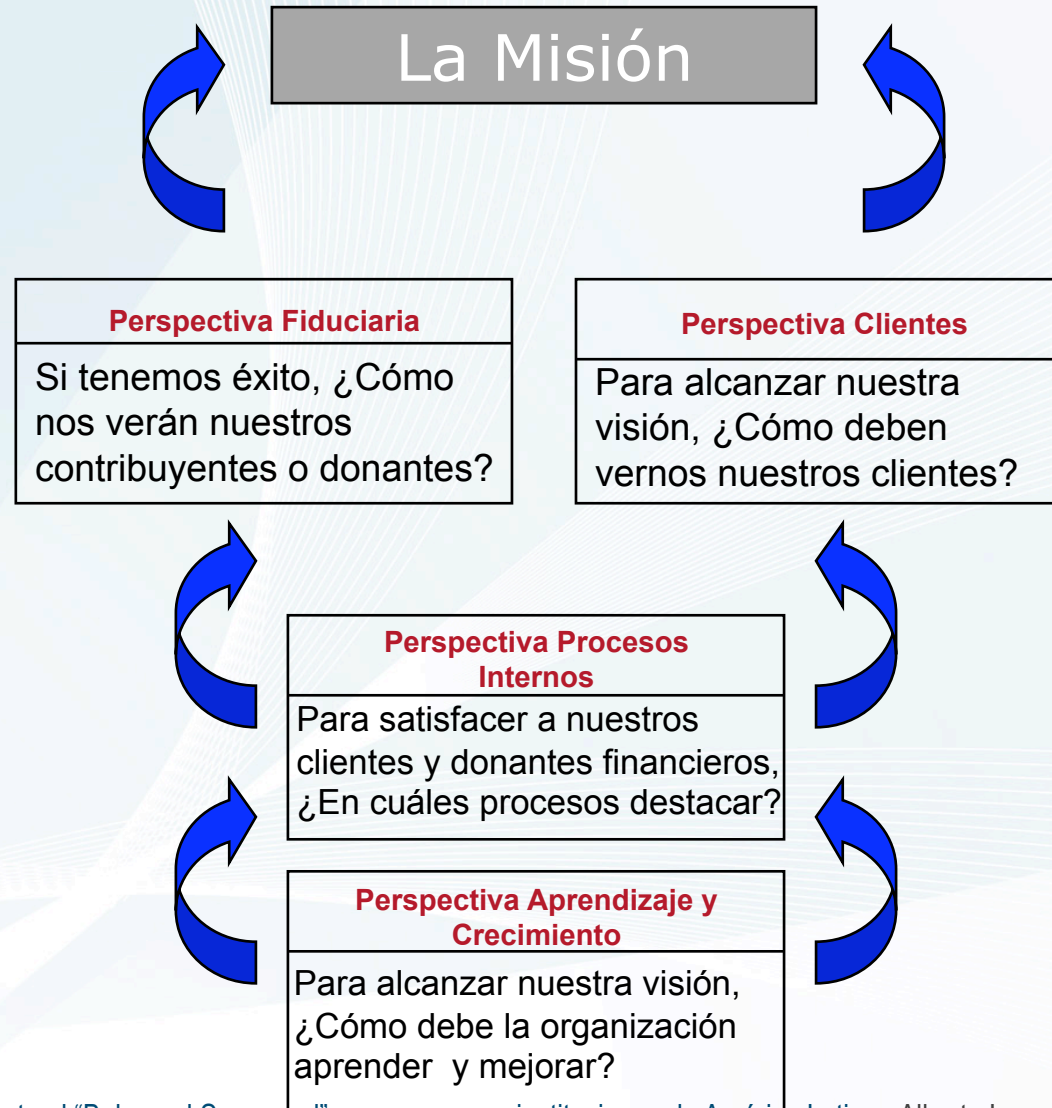 La Misión
Perspectiva Fiduciaria
Si tenemos éxito, ¿Cómo
nos verán nuestros
contribuyentes o donantes?
Perspectiva Clientes
Para alcanzar nuestra
visión, ¿Cómo deben
vernos nuestros clientes?
Perspectiva Procesos
Internos
Para satisfacer a nuestros
clientes y donantes financieros,
¿En cuáles procesos destacar?
Perspectiva Aprendizaje y
Crecimiento
Para alcanzar nuestra visión,
¿Cómo debe la organización
aprender y mejorar?